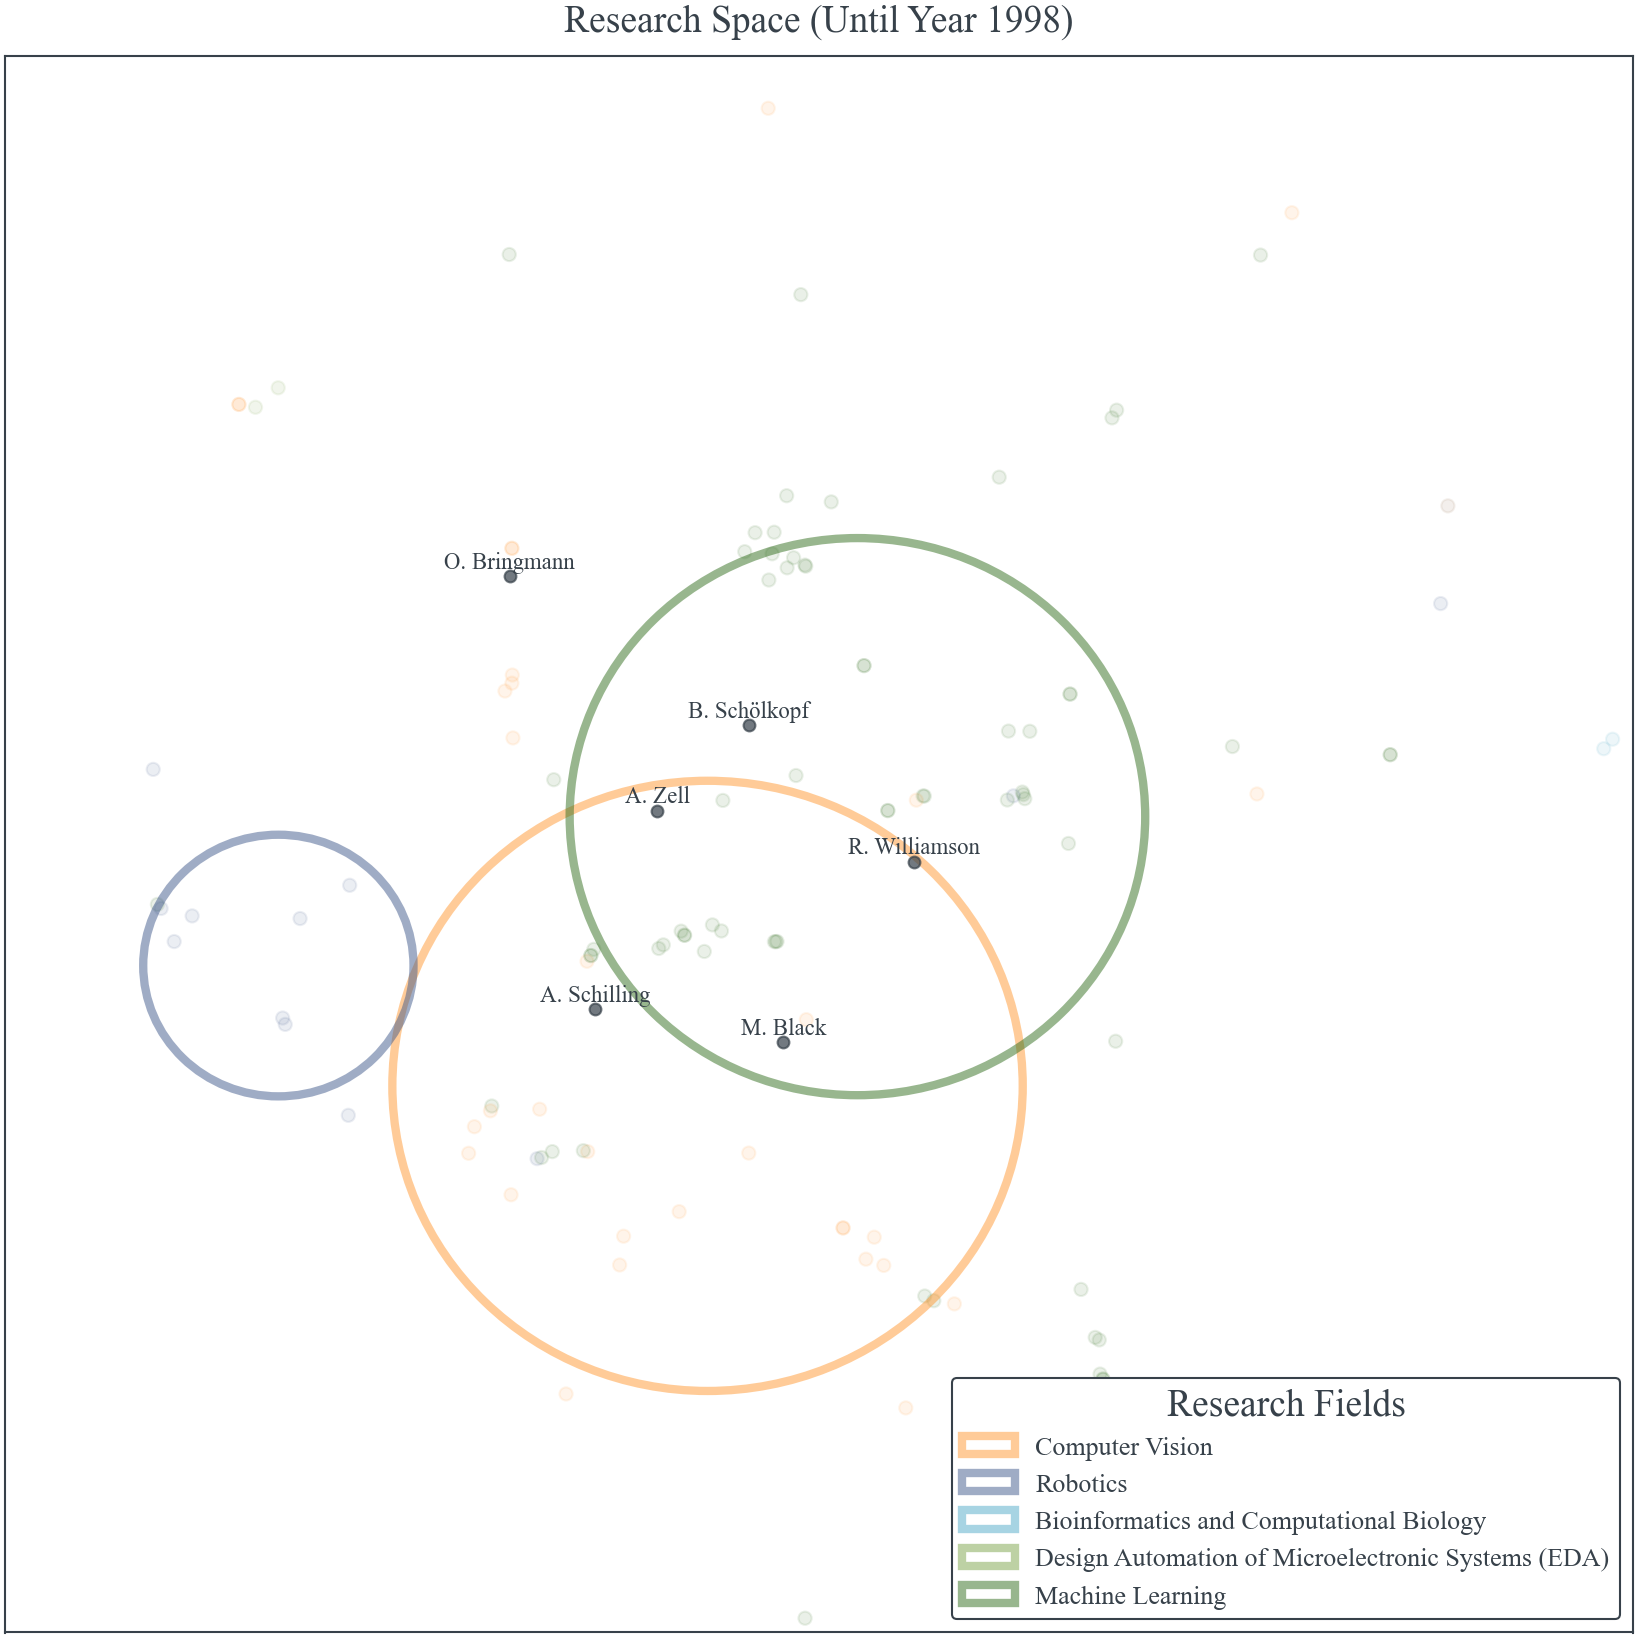 Research Space (Until Year 1998)
O. Bringmann
B. Schölkopf
A. Zell
R. Williamson
A. Schilling
M. Black
Research Fields
Computer Vision
Robotics
Bioinformatics and Computational Biology
Design Automation of Microelectronic Systems (EDA)
Machine Learning